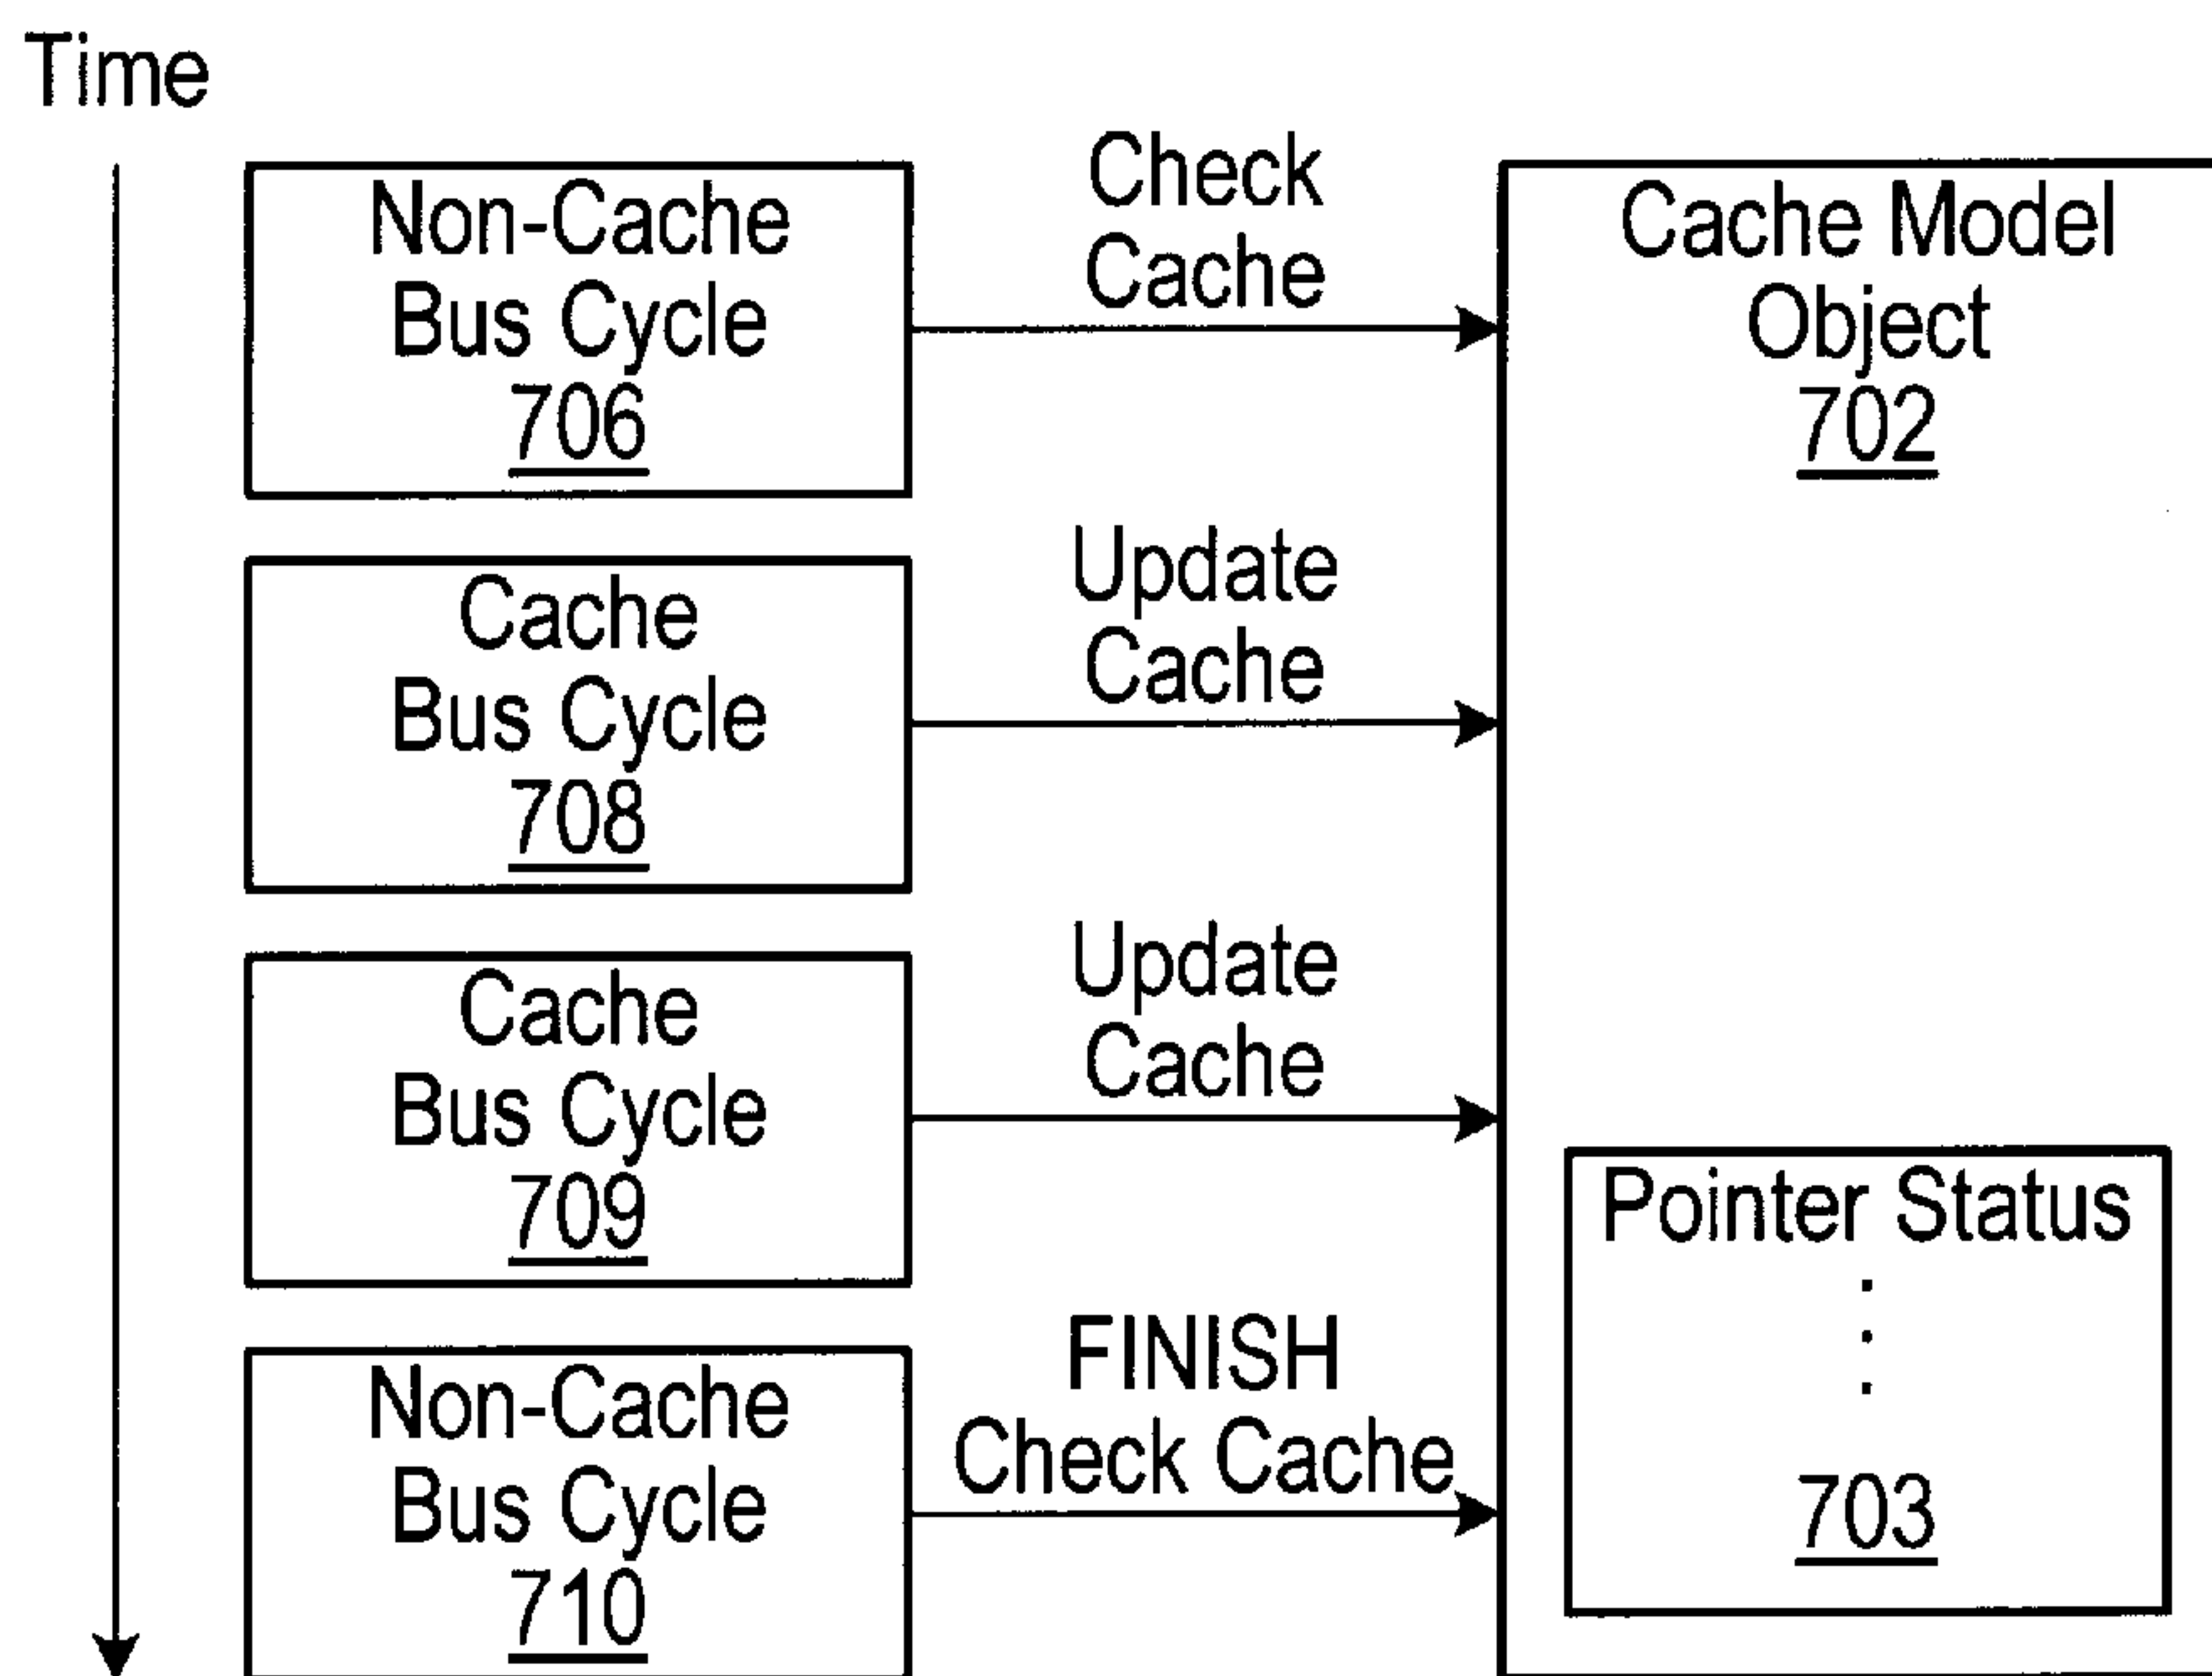 Time
Non-Cache
Bus Cycle
706
Check
Cache
Cache Model
Object
702
Cache
Bus Cycle
708
Update
Cache
Cache
Bus Cycle
709
Update
Cache
Pointer Status
703
Non-Cache
Bus Cycle
710
FINISH
Check Cache